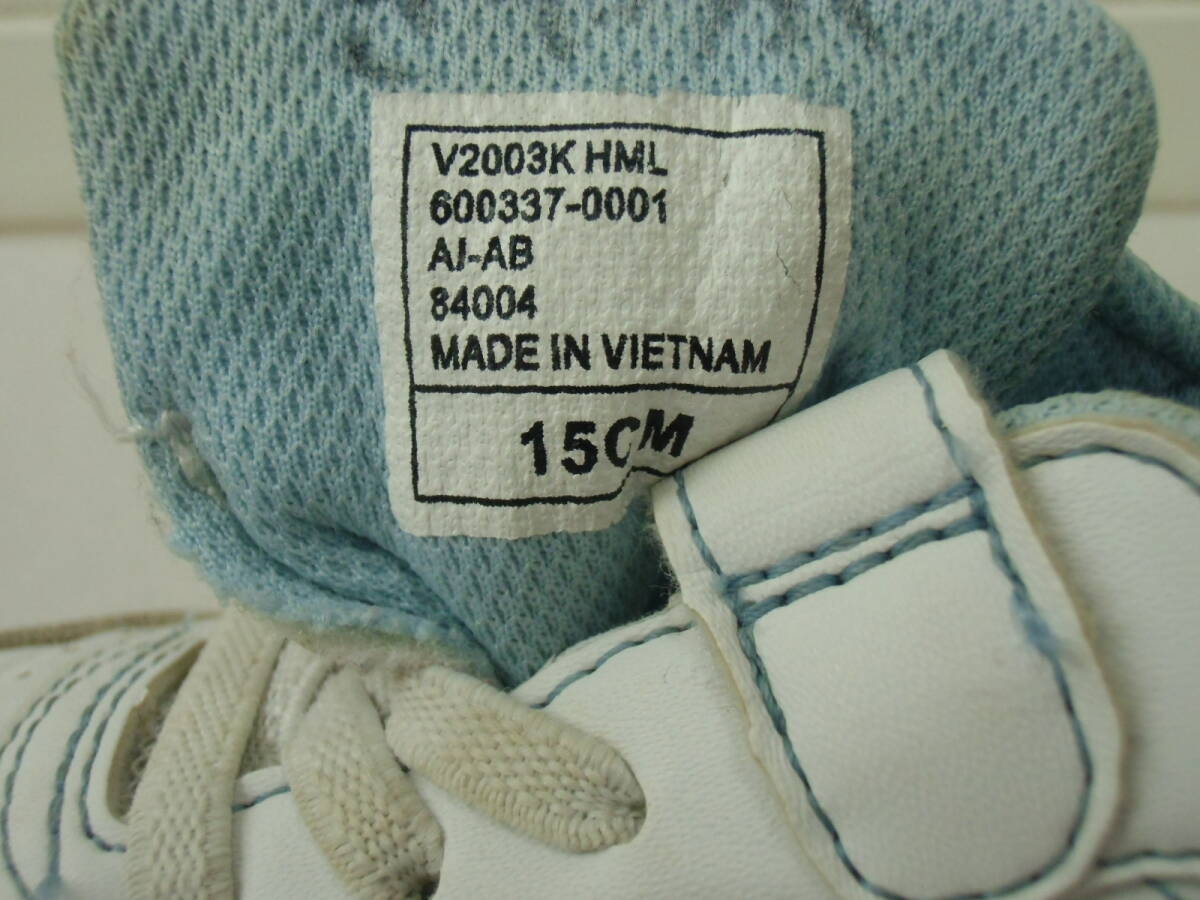 V2003K HML
600337-0001
AI-AB
84004
MADE IN VIETNAM
15CM